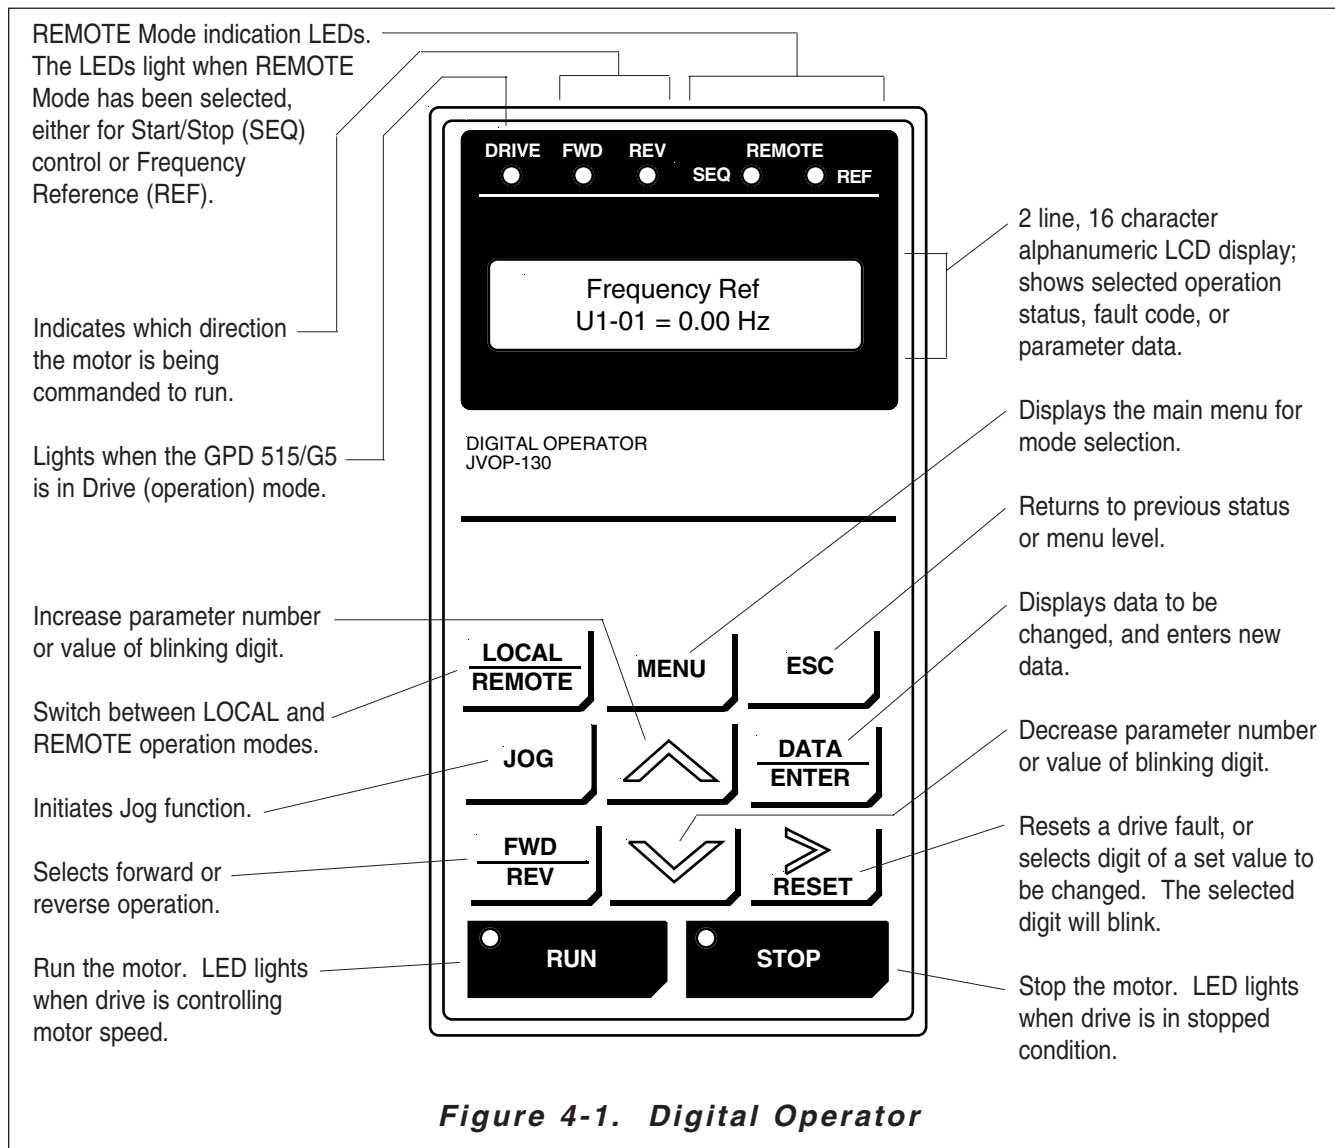 REMOTE Mode indication LEDs.
The LEDs light when REMOTE
Mode has been selected,
either for Start/Stop (SEQ)
control or Frequency
Reference (REF).
Indicates which direction
the motor is being
commanded to run.
Lights when the GPD 515/G5
is in Drive (operation) mode.
Increase parameter number
or value of blinking digit.
Switch between LOCAL and
REMOTE operation modes.
Initiates Jog function.
Selects forward or
reverse operation.
Run the motor. LED lights
when drive is controlling
motor speed.
DRIVE FWD REV REMOTE
SEQ REF
Frequency Ref
U1-01 = 0.00 Hz
DIGITAL OPERATOR
JVOP-130
LOCAL
REMOTE
MENU
ESC
JOG
DATA
ENTER
FWD
REV
RESET
RUN
STOP
2 line, 16 character
alphanumeric LCD display;
shows selected operation
status, fault code, or
parameter data.
Displays the main menu for
mode selection.
Returns to previous status
or menu level.
Displays data to be
changed, and enters new
data.
Decrease parameter number
or value of blinking digit.
Resets a drive fault, or
selects digit of a set value to
be changed. The selected
digit will blink.
Stop the motor. LED lights
when drive is in stopped
condition.
Figure 4-1. Digital Operator